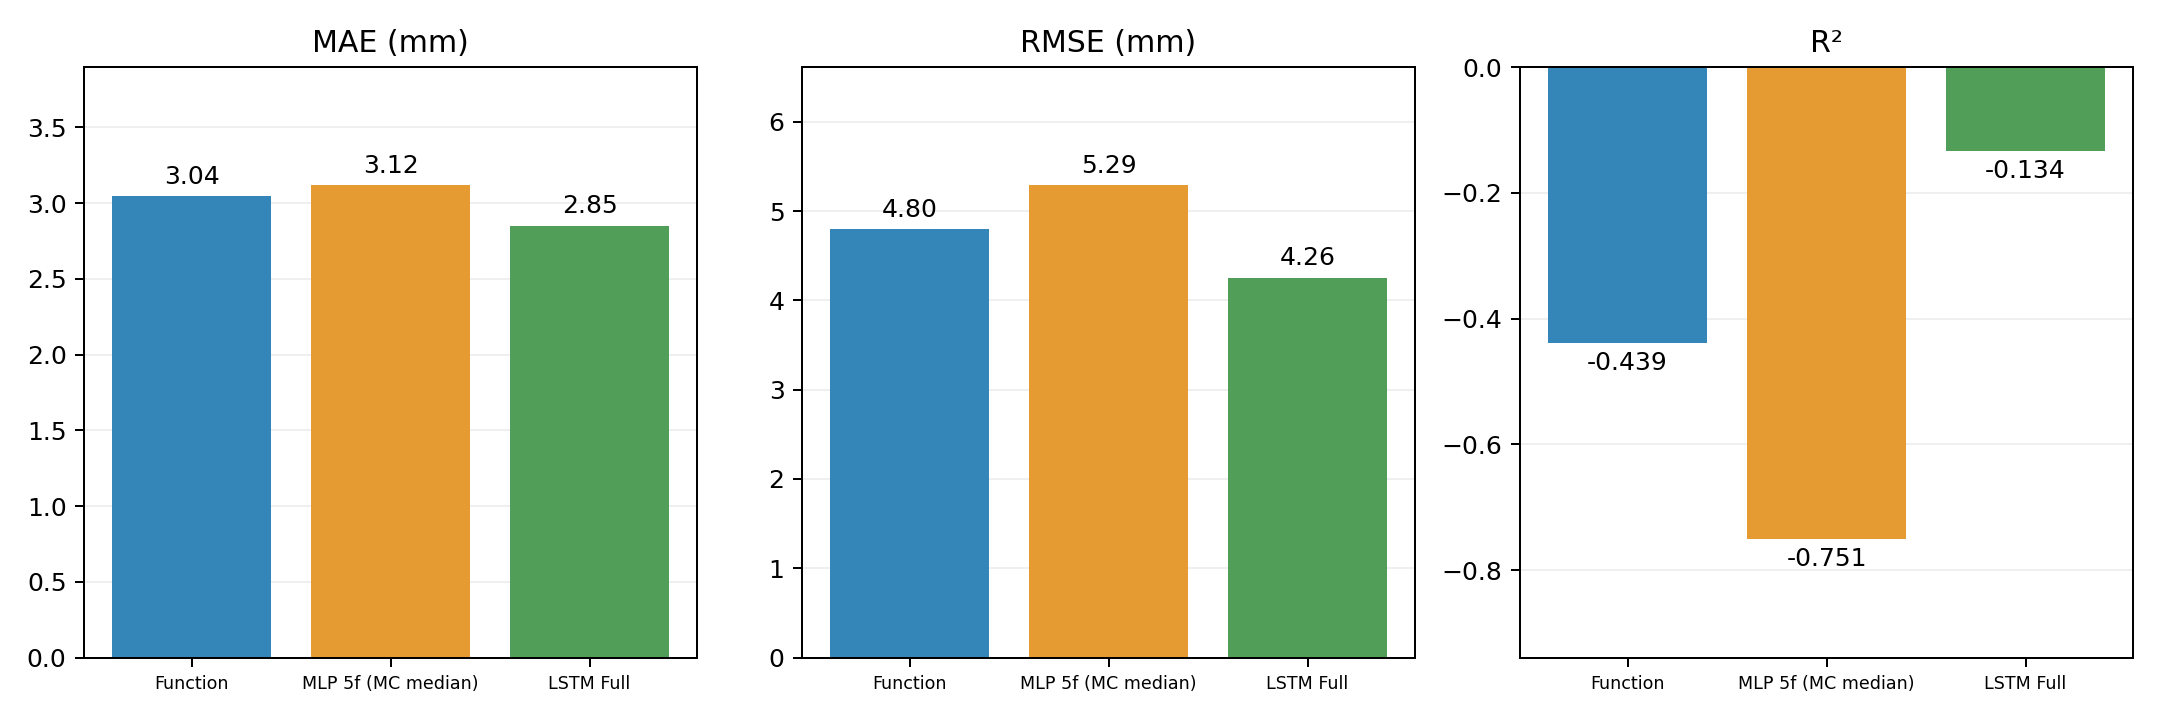 MAE (mm)
3.5
3.0
2.5
2.0
1.5
1.0
0.5
0.0
3.04
3.12
2.85
Function
MLP 5f (MC median)
LSTM Full
RMSE (mm)
6
5
4
3
2
1
0
4.80
5.29
4.26
Function
MLP 5f (MC median)
LSTM Full
R²
0.0
−0.2
−0.4
−0.6
−0.8
-0.439
-0.751
-0.134
Function
MLP 5f (MC median)
LSTM Full